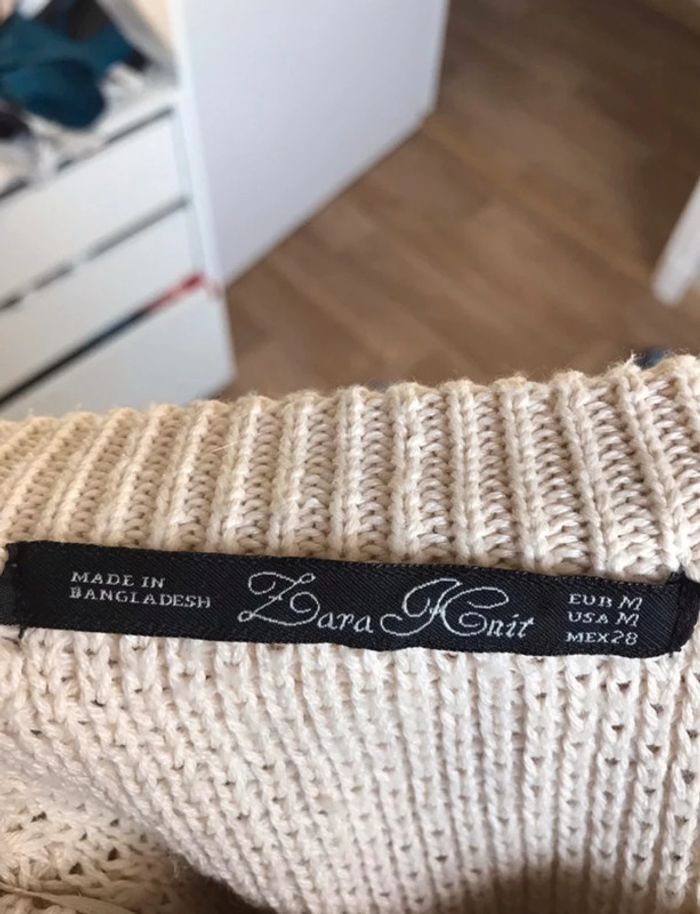 MADE IN
BANGLADESH
Zara Knit
EUR M
USA M
MEX 28